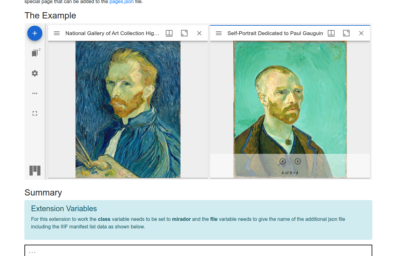 special page that can be added to the pages.json file.
The Example
National Gallery of Art Collection Hig...
Self-Portrait Dedicated to Paul Gauguin
Summary
Extension Variables
For this extension to work the class variable needs to be set to mirador and the file variable needs to give the name of the additional json file
including the IIIF manifest list data as shown below.
---